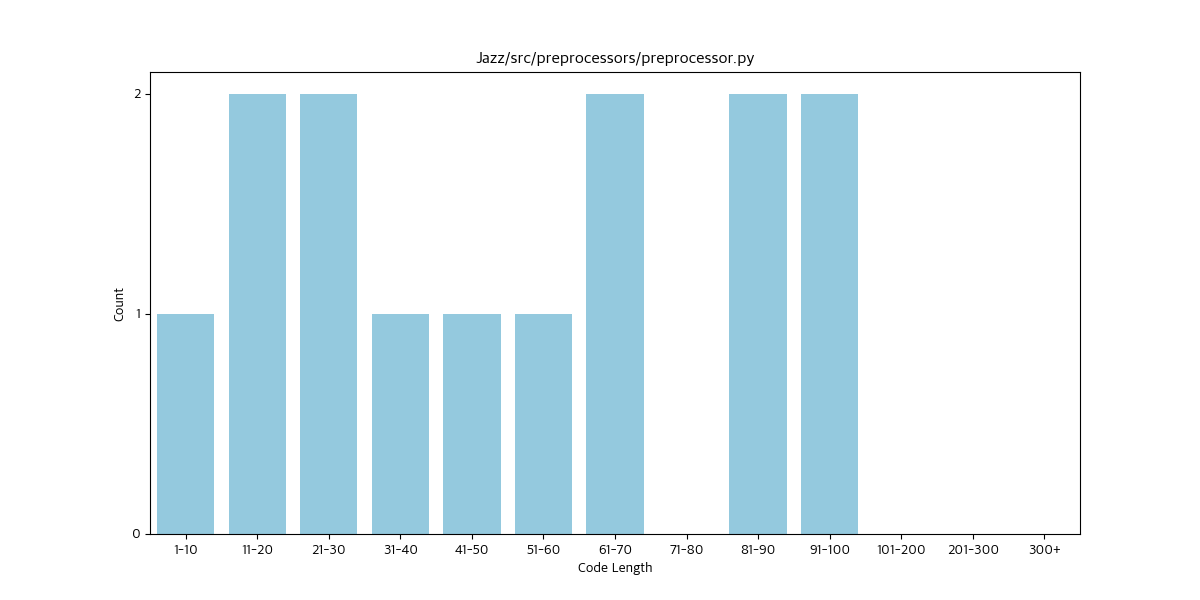 Jazz/src/preprocessors/preprocessor.py
2
1
0
Count
1-10 11-20 21-30 31-40 41-50 51-60 61-70 71-80 81-90 91-100 101-200 201-300 300+
Code Length